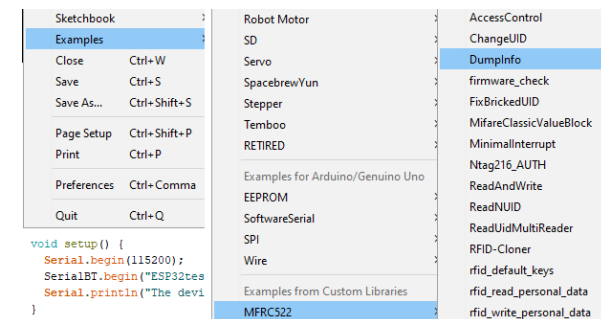 Sketchbook
Examples
Close Ctrl+W
Save Ctrl+S
Save As... Ctrl+Shift+S
Page Setup Ctrl+Shift+P
Print Ctrl+P
Preferences Ctrl+Comma
Quit Ctrl+Q
void setup() {
Serial.begin(115200);
SerialBT.begin("ESP32tes
Serial.println("The devi
}
Robot Motor
SD
Servo
SpacebrewYun
Stepper
Temboo
RETIRED
Examples for Arduino/Genuino Uno
EEPROM
SoftwareSerial
SPI
Wire
Examples from Custom Libraries
MFRC522
AccessControl
ChangeUID
DumpInfo
firmware_check
FixBrickedUID
MifareClassicValueBlock
MinimalInterrupt
Ntag216_AUTH
ReadAndWrite
ReadNUID
ReadUidMultiReader
RFID-Cloner
rfid_default_keys
rfid_read_personal_data
rfid_write_personal_data